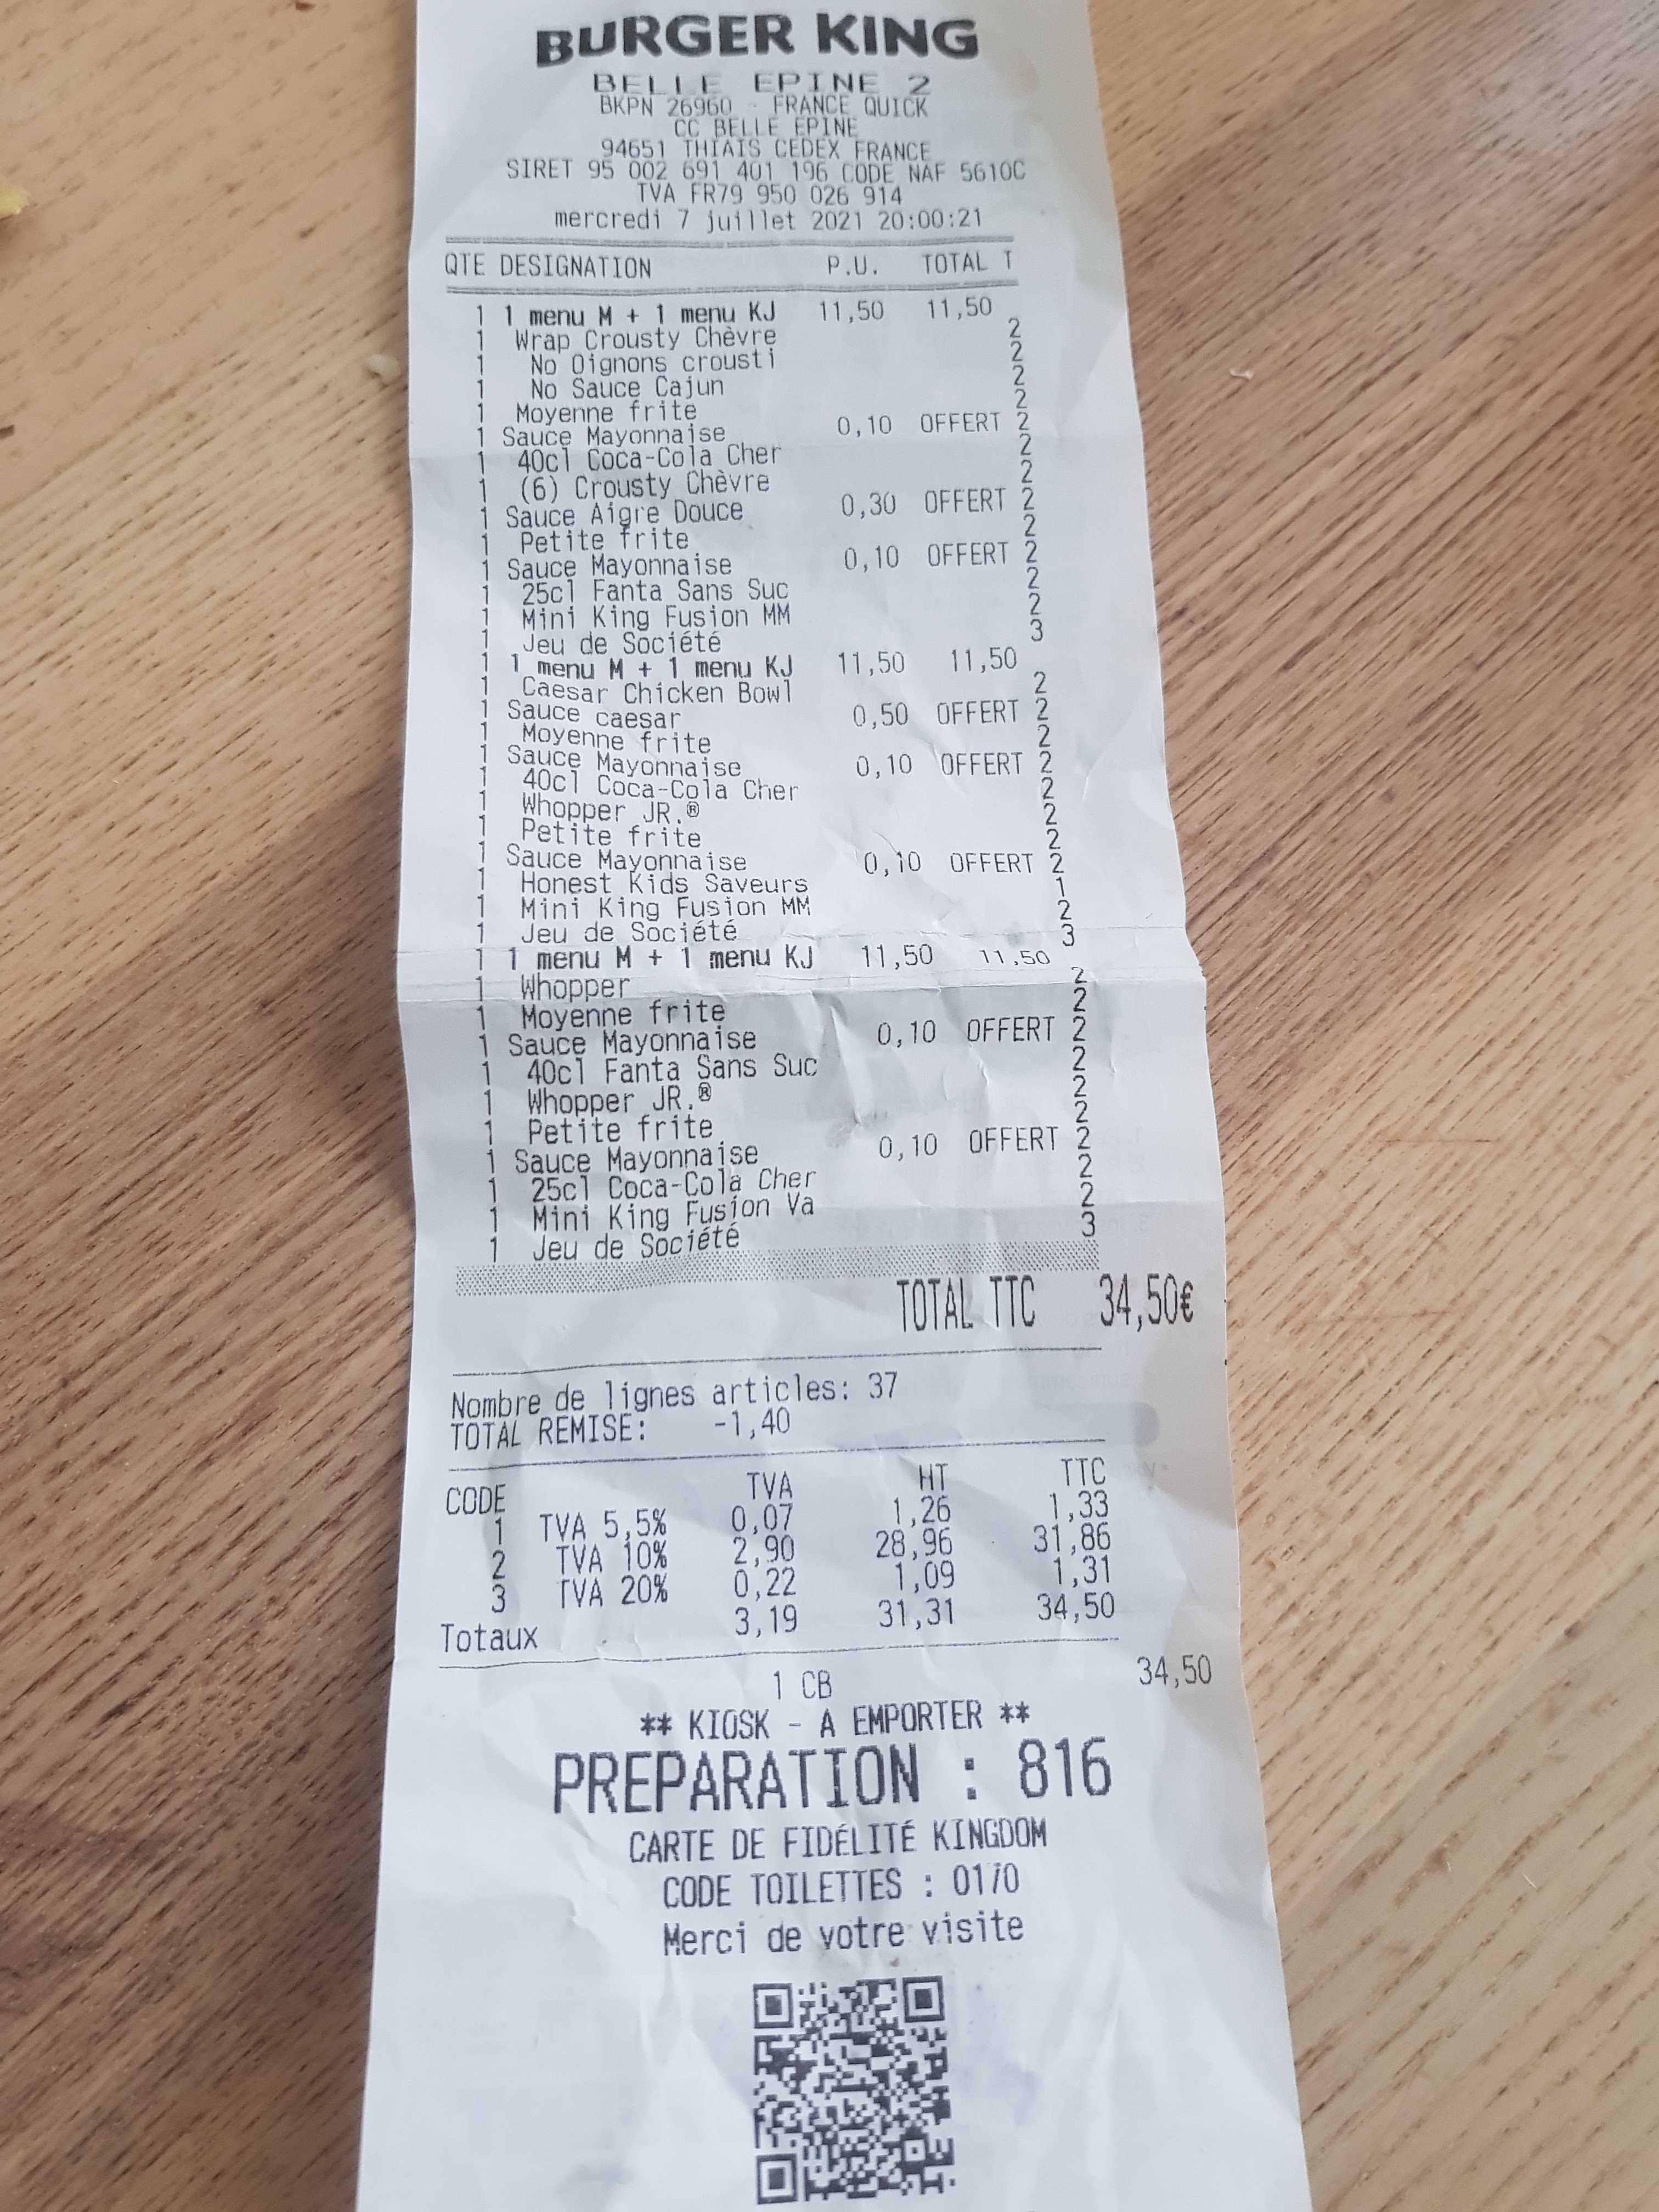 BURGER KING
BELLE EPINE 2
BKPN 26960 - FRANCE QUICK
CC BELLE EPINE
94651 THIAIS CEDEX FRANCE
SIRET 95 002 691 401 196 CODE NAF 5610C
TVA FR79 950 026 914
mercredi 7 juillet 2021 20:00:21
QTE DESIGNATION P.U. TOTAL T
1 1 menu M + 1 menu KJ 11,50 11,50
1 Wrap Crousty Chèvre 2
1 No Oignons crousti 2
1 No Sauce Cajun 2
1 Moyenne frite 2
1 Sauce Mayonnaise 0,10 OFFERT 2
1 40cl Coca-Cola Cher 2
1 (6) Crousty Chèvre 2
1 Sauce Aigre Douce 0,30 OFFERT 2
1 Petite frite 2
1 Sauce Mayonnaise 0,10 OFFERT 2
1 25cl Fanta Sans Suc 2
1 Mini King Fusion MM 2
1 Jeu de Société 3
1 1 menu M + 1 menu KJ 11,50 11,50
1 Caesar Chicken Bowl 2
1 Sauce caesar 0,50 OFFERT 2
1 Moyenne frite 2
1 Sauce Mayonnaise 0,10 OFFERT 2
1 40cl Coca-Cola Cher 2
1 Whopper JR.® 2
1 Petite frite 2
1 Sauce Mayonnaise 0,10 OFFERT 2
1 Honest Kids Saveurs 1
1 Mini King Fusion MM 2
1 Jeu de Société 3
1 1 menu M + 1 menu KJ 11,50 11,50
1 Whopper 2
1 Moyenne frite 2
1 Sauce Mayonnaise 0,10 OFFERT 2
1 40cl Fanta Sans Suc 2
1 Whopper JR.® 2
1 Petite frite 2
1 Sauce Mayonnaise 0,10 OFFERT 2
1 25cl Coca-Cola Cher 2
1 Mini King Fusion Va 2
1 Jeu de Société 3
TOTAL TTC 34,50€
Nombre de lignes articles: 37
TOTAL REMISE: -1,40
CODE TVA HT TTC
1 TVA 5,5% 0,07 1,26 1,33
2 TVA 10% 2,90 28,96 31,86
3 TVA 20% 0,22 1,09 1,31
Totaux 3,19 31,31 34,50
1 CB 34,50
** KIOSK - A EMPORTER **
PREPARATION : 816
CARTE DE FIDÉLITÉ KINGDOM
CODE TOILETTES : 0170
Merci de votre visite